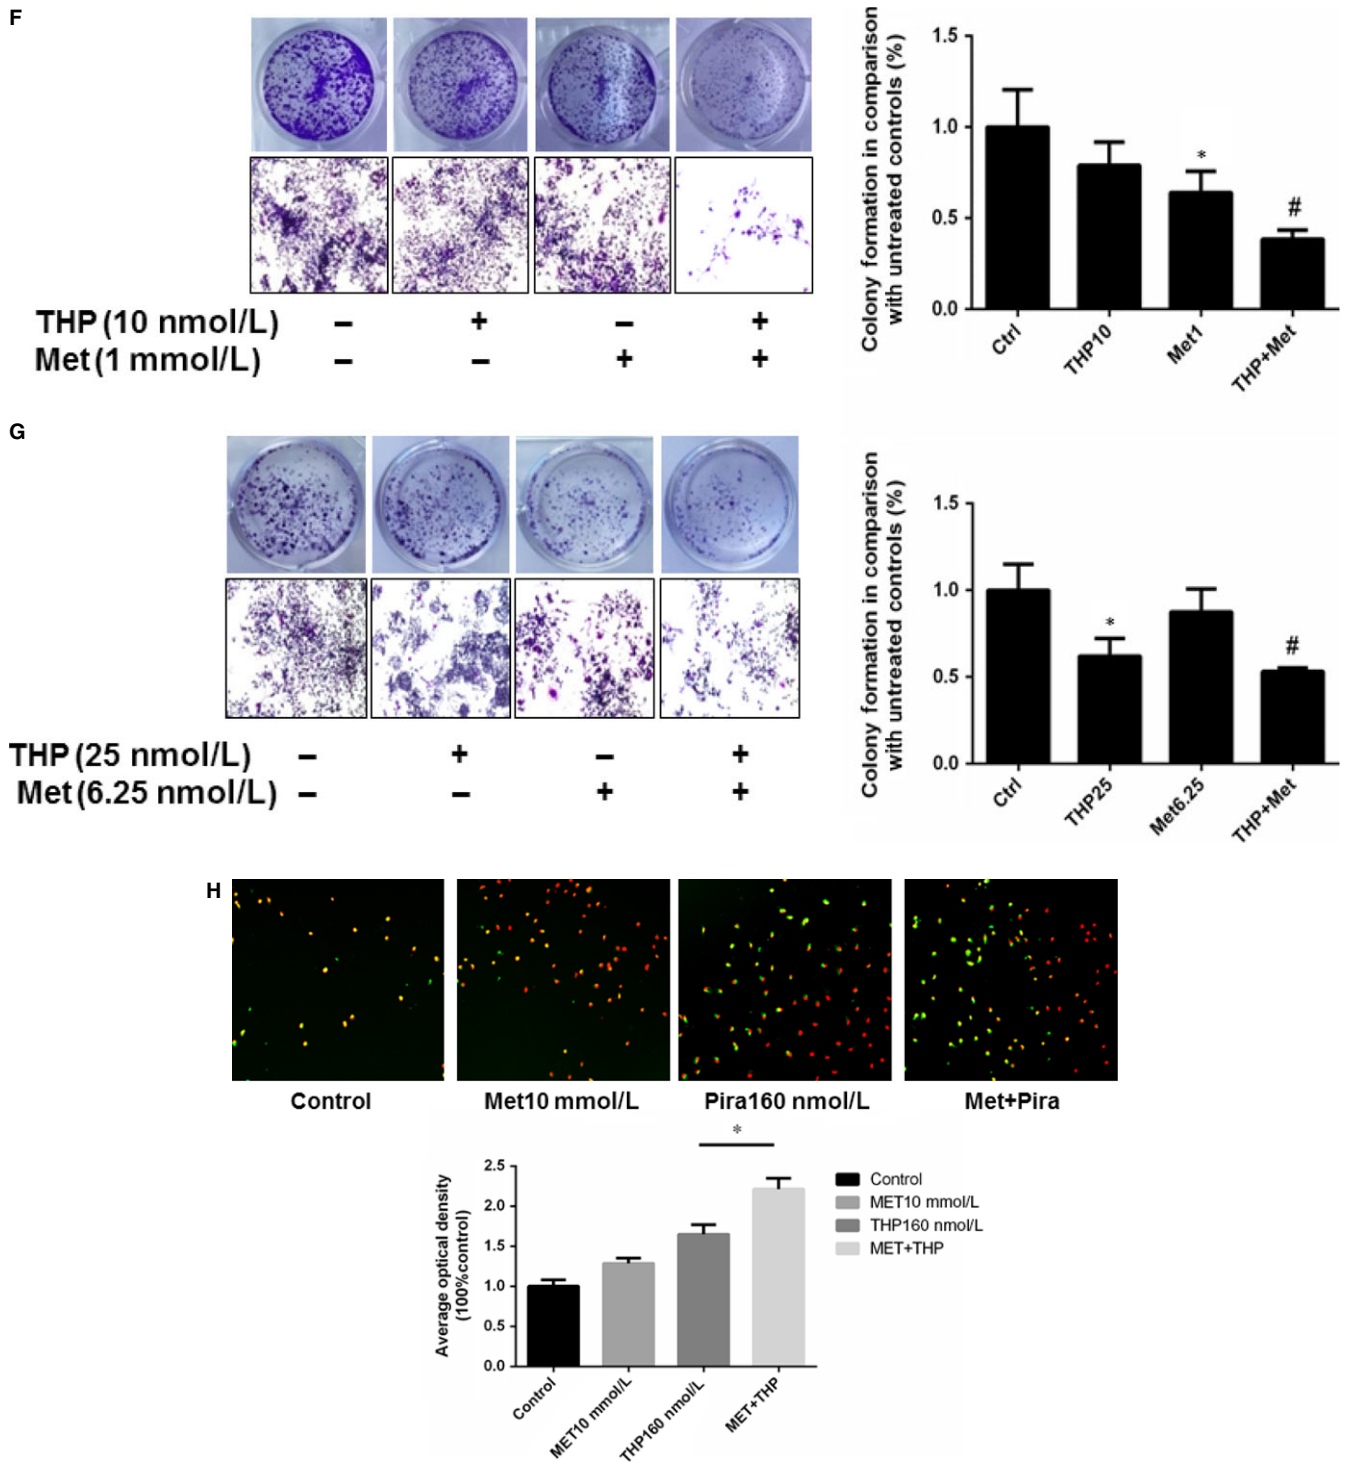 F
THP (10 nmol/L) – + – +
Met (1 mmol/L) – – + +
Colony formation in comparison
with untreated controls (%)
1.5
1.0
0.5
0.0
*
#
Ctrl
THP10
Met1
THP+Met
G
THP (25 nmol/L) – + – +
Met (6.25 nmol/L) – – + +
Colony formation in comparison
with untreated controls (%)
1.5
1.0
0.5
0.0
*
#
Ctrl
THP25
Met6.25
THP+Met
H
Control
Met10 mmol/L
Pira160 nmol/L
Met+Pira
Average optical density
(100%control)
2.5
2.0
1.5
1.0
0.5
0.0
*
Control
MET10 mmol/L
THP160 nmol/L
MET+THP
Control
MET10 mmol/L
THP160 nmol/L
MET+THP